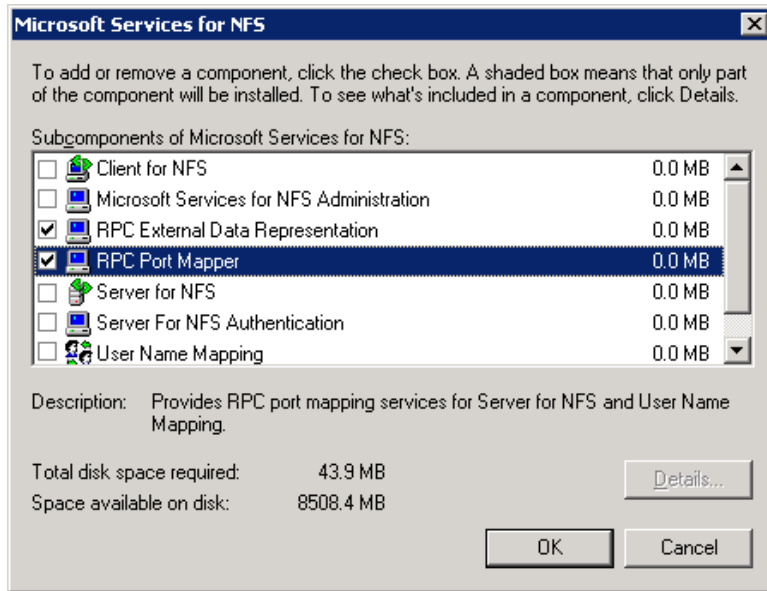 Microsoft Services for NFS
To add or remove a component, click the check box. A shaded box means that only part
of the component will be installed. To see what's included in a component, click Details.
Subcomponents of Microsoft Services for NFS:
Client for NFS 0.0 MB
Microsoft Services for NFS Administration 0.0 MB
RPC External Data Representation 0.0 MB
RPC Port Mapper 0.0 MB
Server for NFS 0.0 MB
Server For NFS Authentication 0.0 MB
User Name Mapping 0.0 MB
Description: Provides RPC port mapping services for Server for NFS and User Name
Mapping.
Total disk space required: 43.9 MB
Space available on disk: 8508.4 MB
Details...
OK Cancel